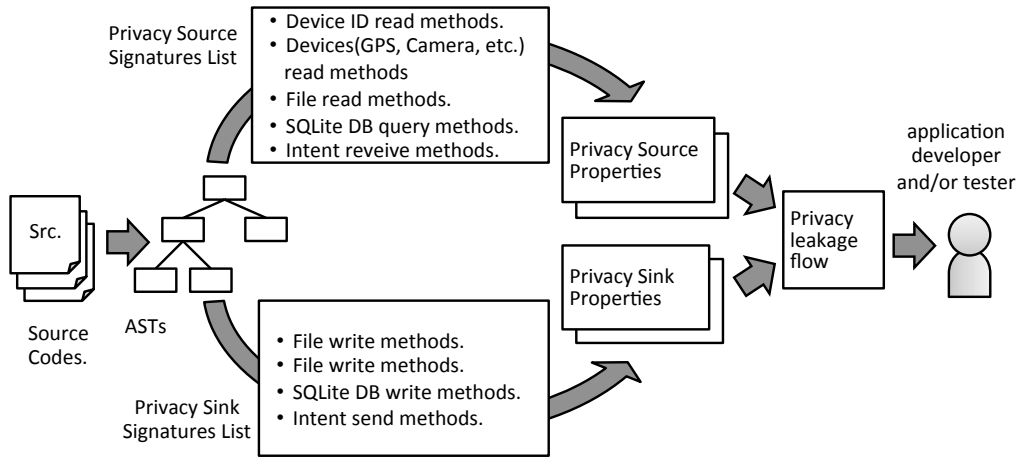 Privacy Source
Signatures List
• Device ID read methods.
• Devices(GPS, Camera, etc.)
read methods
• File read methods.
• SQLite DB query methods.
• Intent reveive methods.
Privacy Source
Properties
application
developer
and/or tester
Src.
Privacy
leakage
flow
Privacy Sink
Properties
Source
Codes.
ASTs
• File write methods.
• File write methods.
• SQLite DB write methods.
• Intent send methods.
Privacy Sink
Signatures List